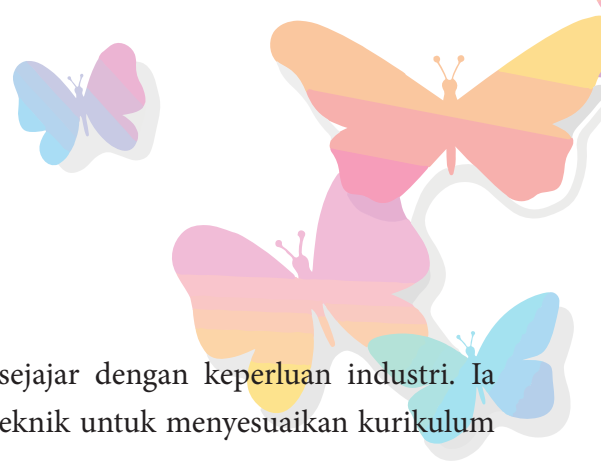 sejajar dengan keperluan industri. Ia
eknik untuk menyesuaikan kurikulum